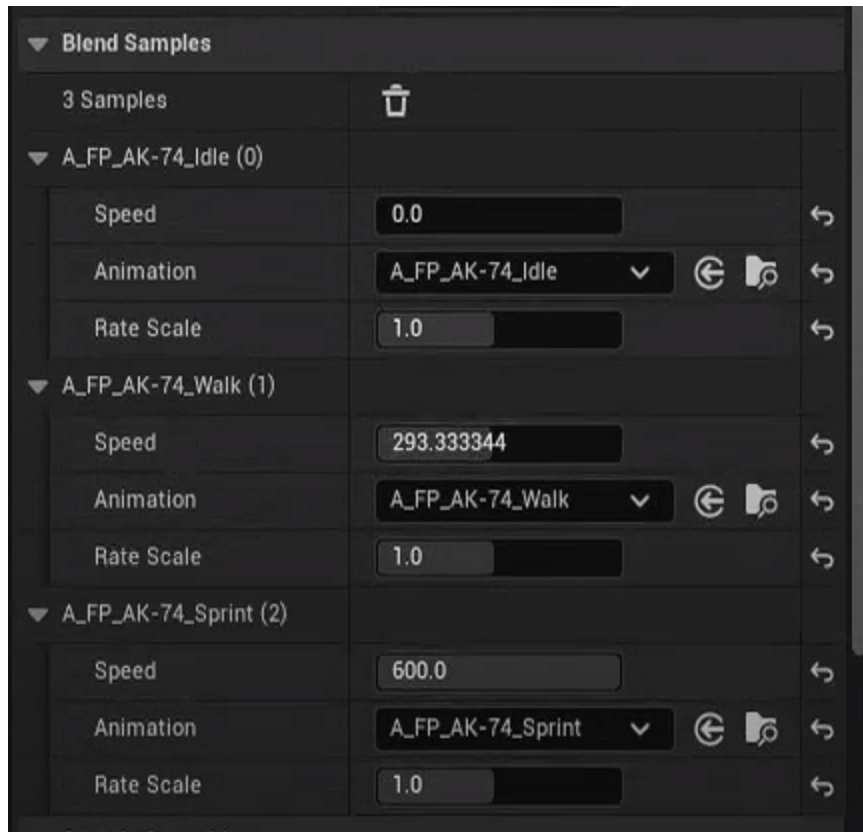 Blend Samples
3 Samples
A_FP_AK-74_Idle (0)
Speed 0.0
Animation A_FP_AK-74_Idle
Rate Scale 1.0
A_FP_AK-74_Walk (1)
Speed 293.333344
Animation A_FP_AK-74_Walk
Rate Scale 1.0
A_FP_AK-74_Sprint (2)
Speed 600.0
Animation A_FP_AK-74_Sprint
Rate Scale 1.0